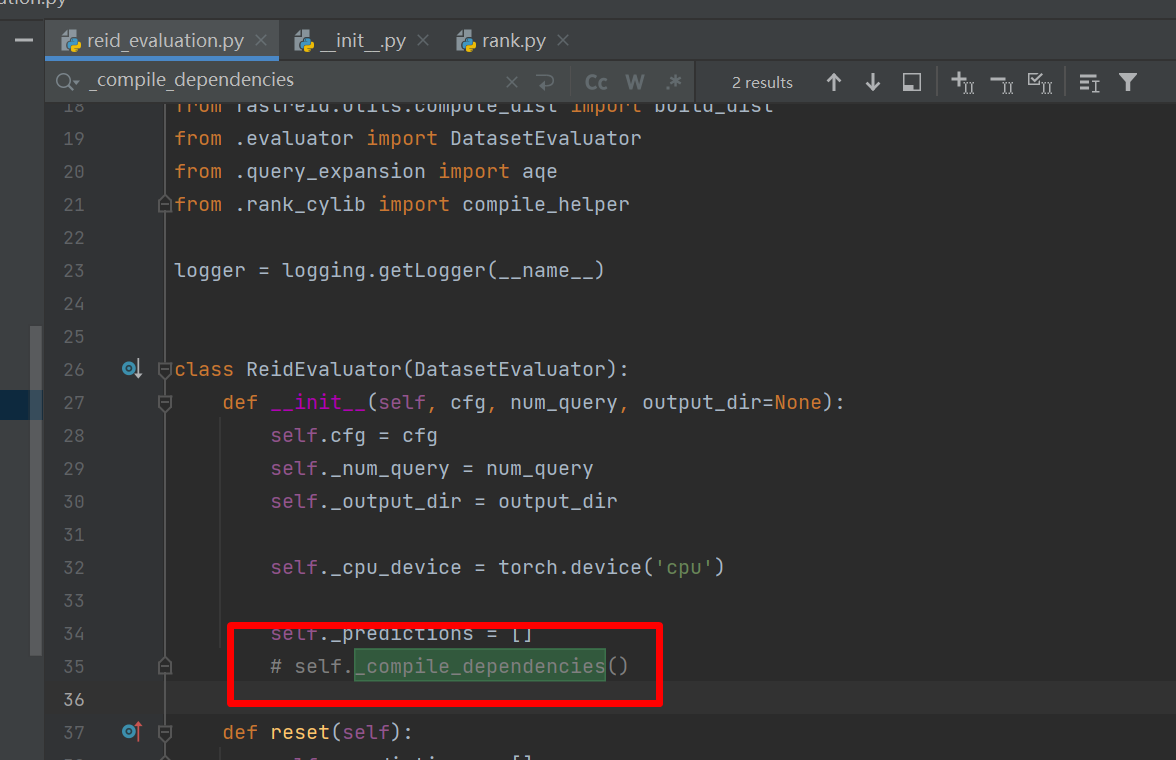 reid_evaluation.py __init__.py rank.py
_compile_dependencies Cc W .* 2 results
18 from fastreid.utils.compute_dist import build_dist
19 from .evaluator import DatasetEvaluator
20 from .query_expansion import aqe
21 from .rank_cylib import compile_helper
22
23 logger = logging.getLogger(__name__)
24
25
26 class ReidEvaluator(DatasetEvaluator):
27 def __init__(self, cfg, num_query, output_dir=None):
28 self.cfg = cfg
29 self._num_query = num_query
30 self._output_dir = output_dir
31
32 self._cpu_device = torch.device('cpu')
33
34 self._predictions = []
35 # self._compile_dependencies()
36
37 def reset(self):